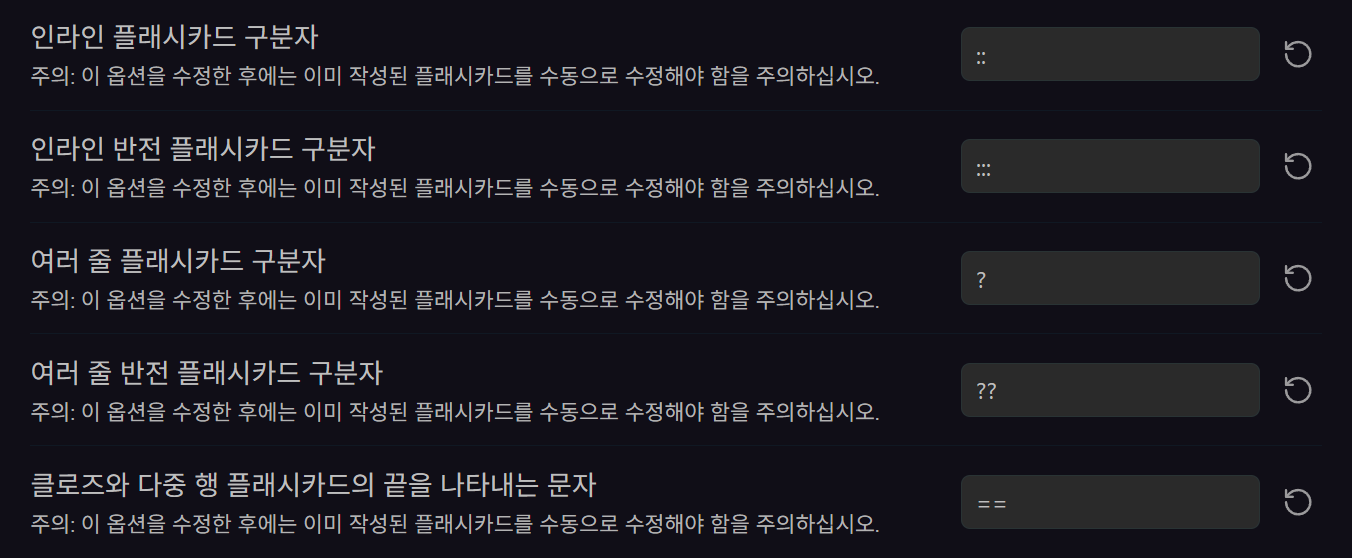 인라인 플래시카드 구분자
주의: 이 옵션을 수정한 후에는 이미 작성된 플래시카드를 수동으로 수정해야 함을 주의하십시오.
::
인라인 반전 플래시카드 구분자
주의: 이 옵션을 수정한 후에는 이미 작성된 플래시카드를 수동으로 수정해야 함을 주의하십시오.
:::
여러 줄 플래시카드 구분자
주의: 이 옵션을 수정한 후에는 이미 작성된 플래시카드를 수동으로 수정해야 함을 주의하십시오.
?
여러 줄 반전 플래시카드 구분자
주의: 이 옵션을 수정한 후에는 이미 작성된 플래시카드를 수동으로 수정해야 함을 주의하십시오.
??
클로즈와 다중 행 플래시카드의 끝을 나타내는 문자
주의: 이 옵션을 수정한 후에는 이미 작성된 플래시카드를 수동으로 수정해야 함을 주의하십시오.
==